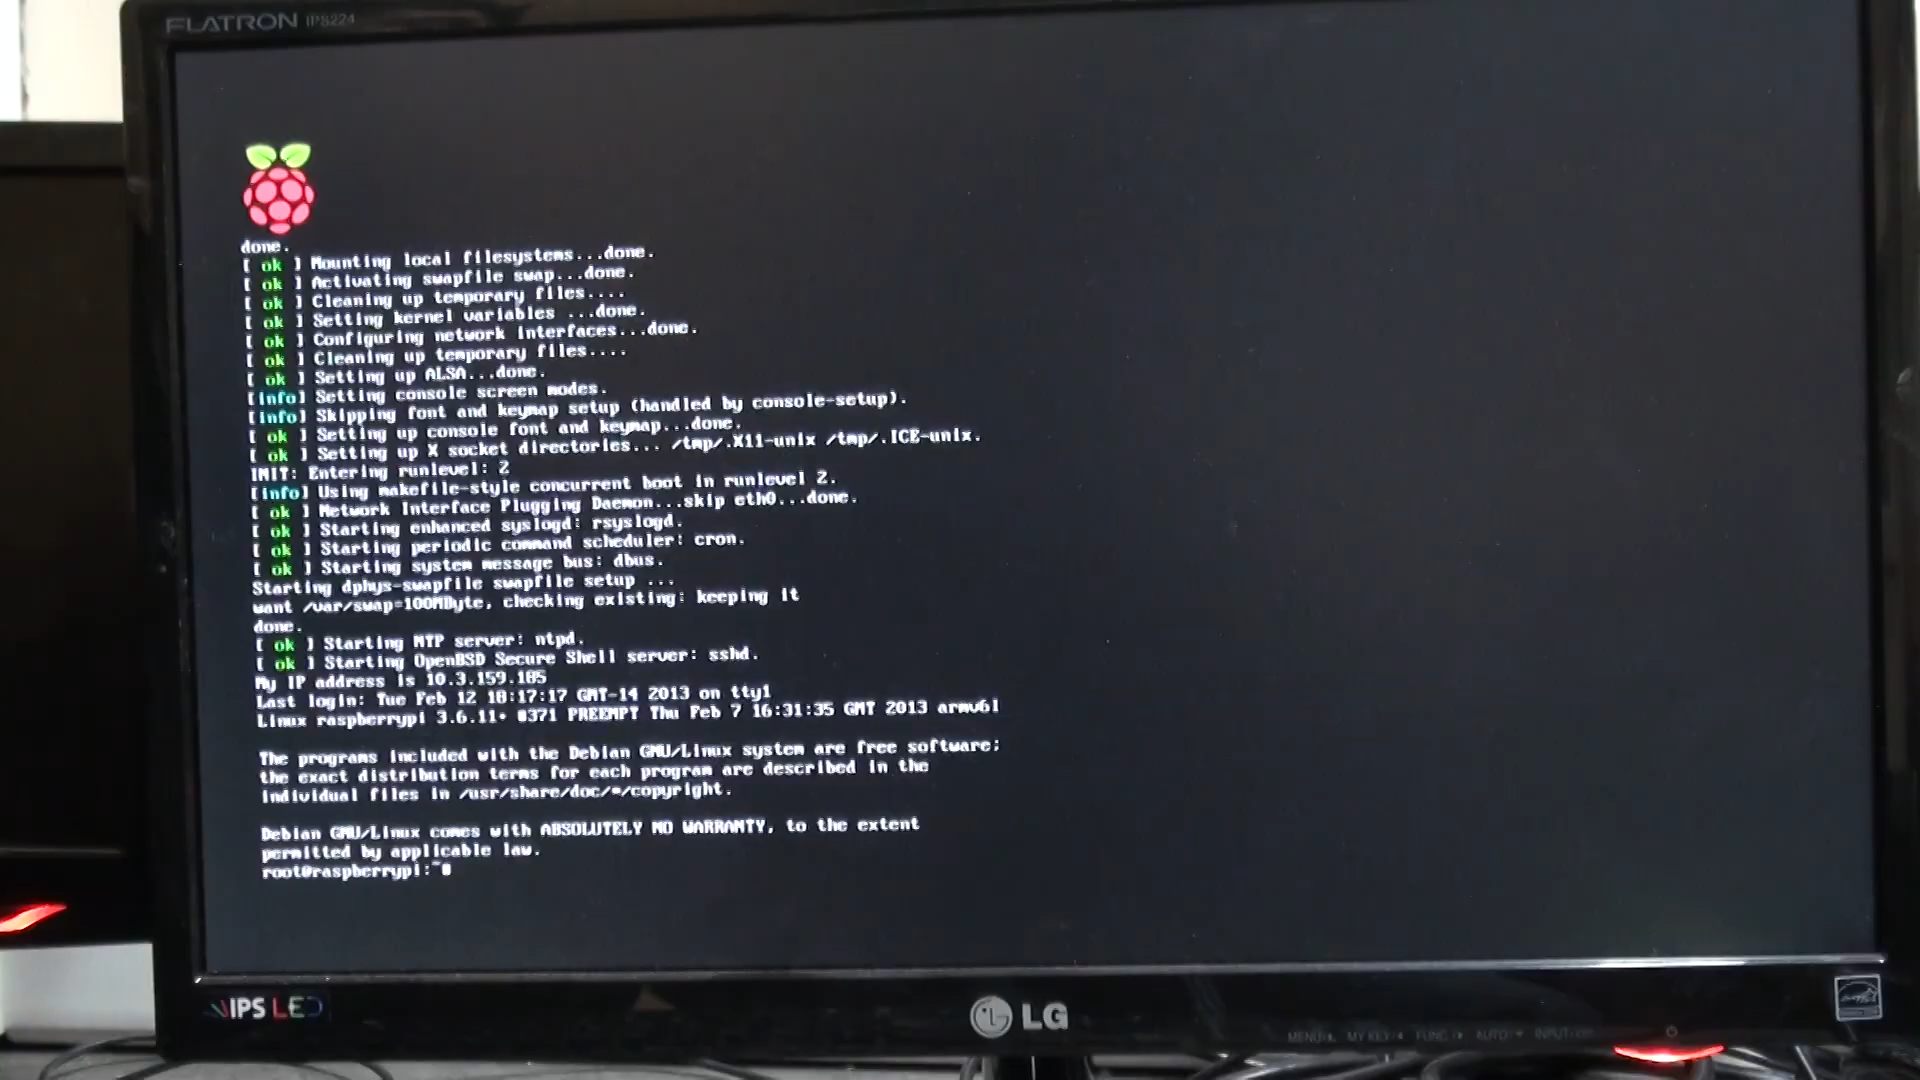 FLATRON IPS224
done.
[ ok ] Mounting local filesystems...done.
[ ok ] Activating swapfile swap...done.
[ ok ] Cleaning up temporary files....
[ ok ] Setting kernel variables ...done.
[ ok ] Configuring network interfaces...done.
[ ok ] Cleaning up temporary files....
[ ok ] Setting up ALSA...done.
[info] Setting console screen modes.
[info] Skipping font and keymap setup (handled by console-setup).
[ ok ] Setting up console font and keymap...done.
[ ok ] Setting up X socket directories... /tmp/.X11-unix /tmp/.ICE-unix.
INIT: Entering runlevel: 2
[info] Using makefile-style concurrent boot in runlevel 2.
[ ok ] Network Interface Plugging Daemon...skip eth0...done.
[ ok ] Starting enhanced syslogd: rsyslogd.
[ ok ] Starting periodic command scheduler: cron.
[ ok ] Starting system message bus: dbus.
Starting dphys-swapfile swapfile setup ...
want /var/swap=100MByte, checking existing: keeping it
done.
[ ok ] Starting NTP server: ntpd.
[ ok ] Starting OpenBSD Secure Shell server: sshd.
My IP address is 10.3.159.185
Last login: Tue Feb 12 18:17:17 GMT-14 2013 on tty1
Linux raspberrypi 3.6.11+ #371 PREEMPT Thu Feb 7 16:31:35 GMT 2013 armv6l
The programs included with the Debian GNU/Linux system are free software;
the exact distribution terms for each program are described in the
individual files in /usr/share/doc/*/copyright.
Debian GNU/Linux comes with ABSOLUTELY NO WARRANTY, to the extent
permitted by applicable law.
root@raspberrypi:~#
IPS LED
LG
MENU MY KEY FUNC. AUTO INPUT